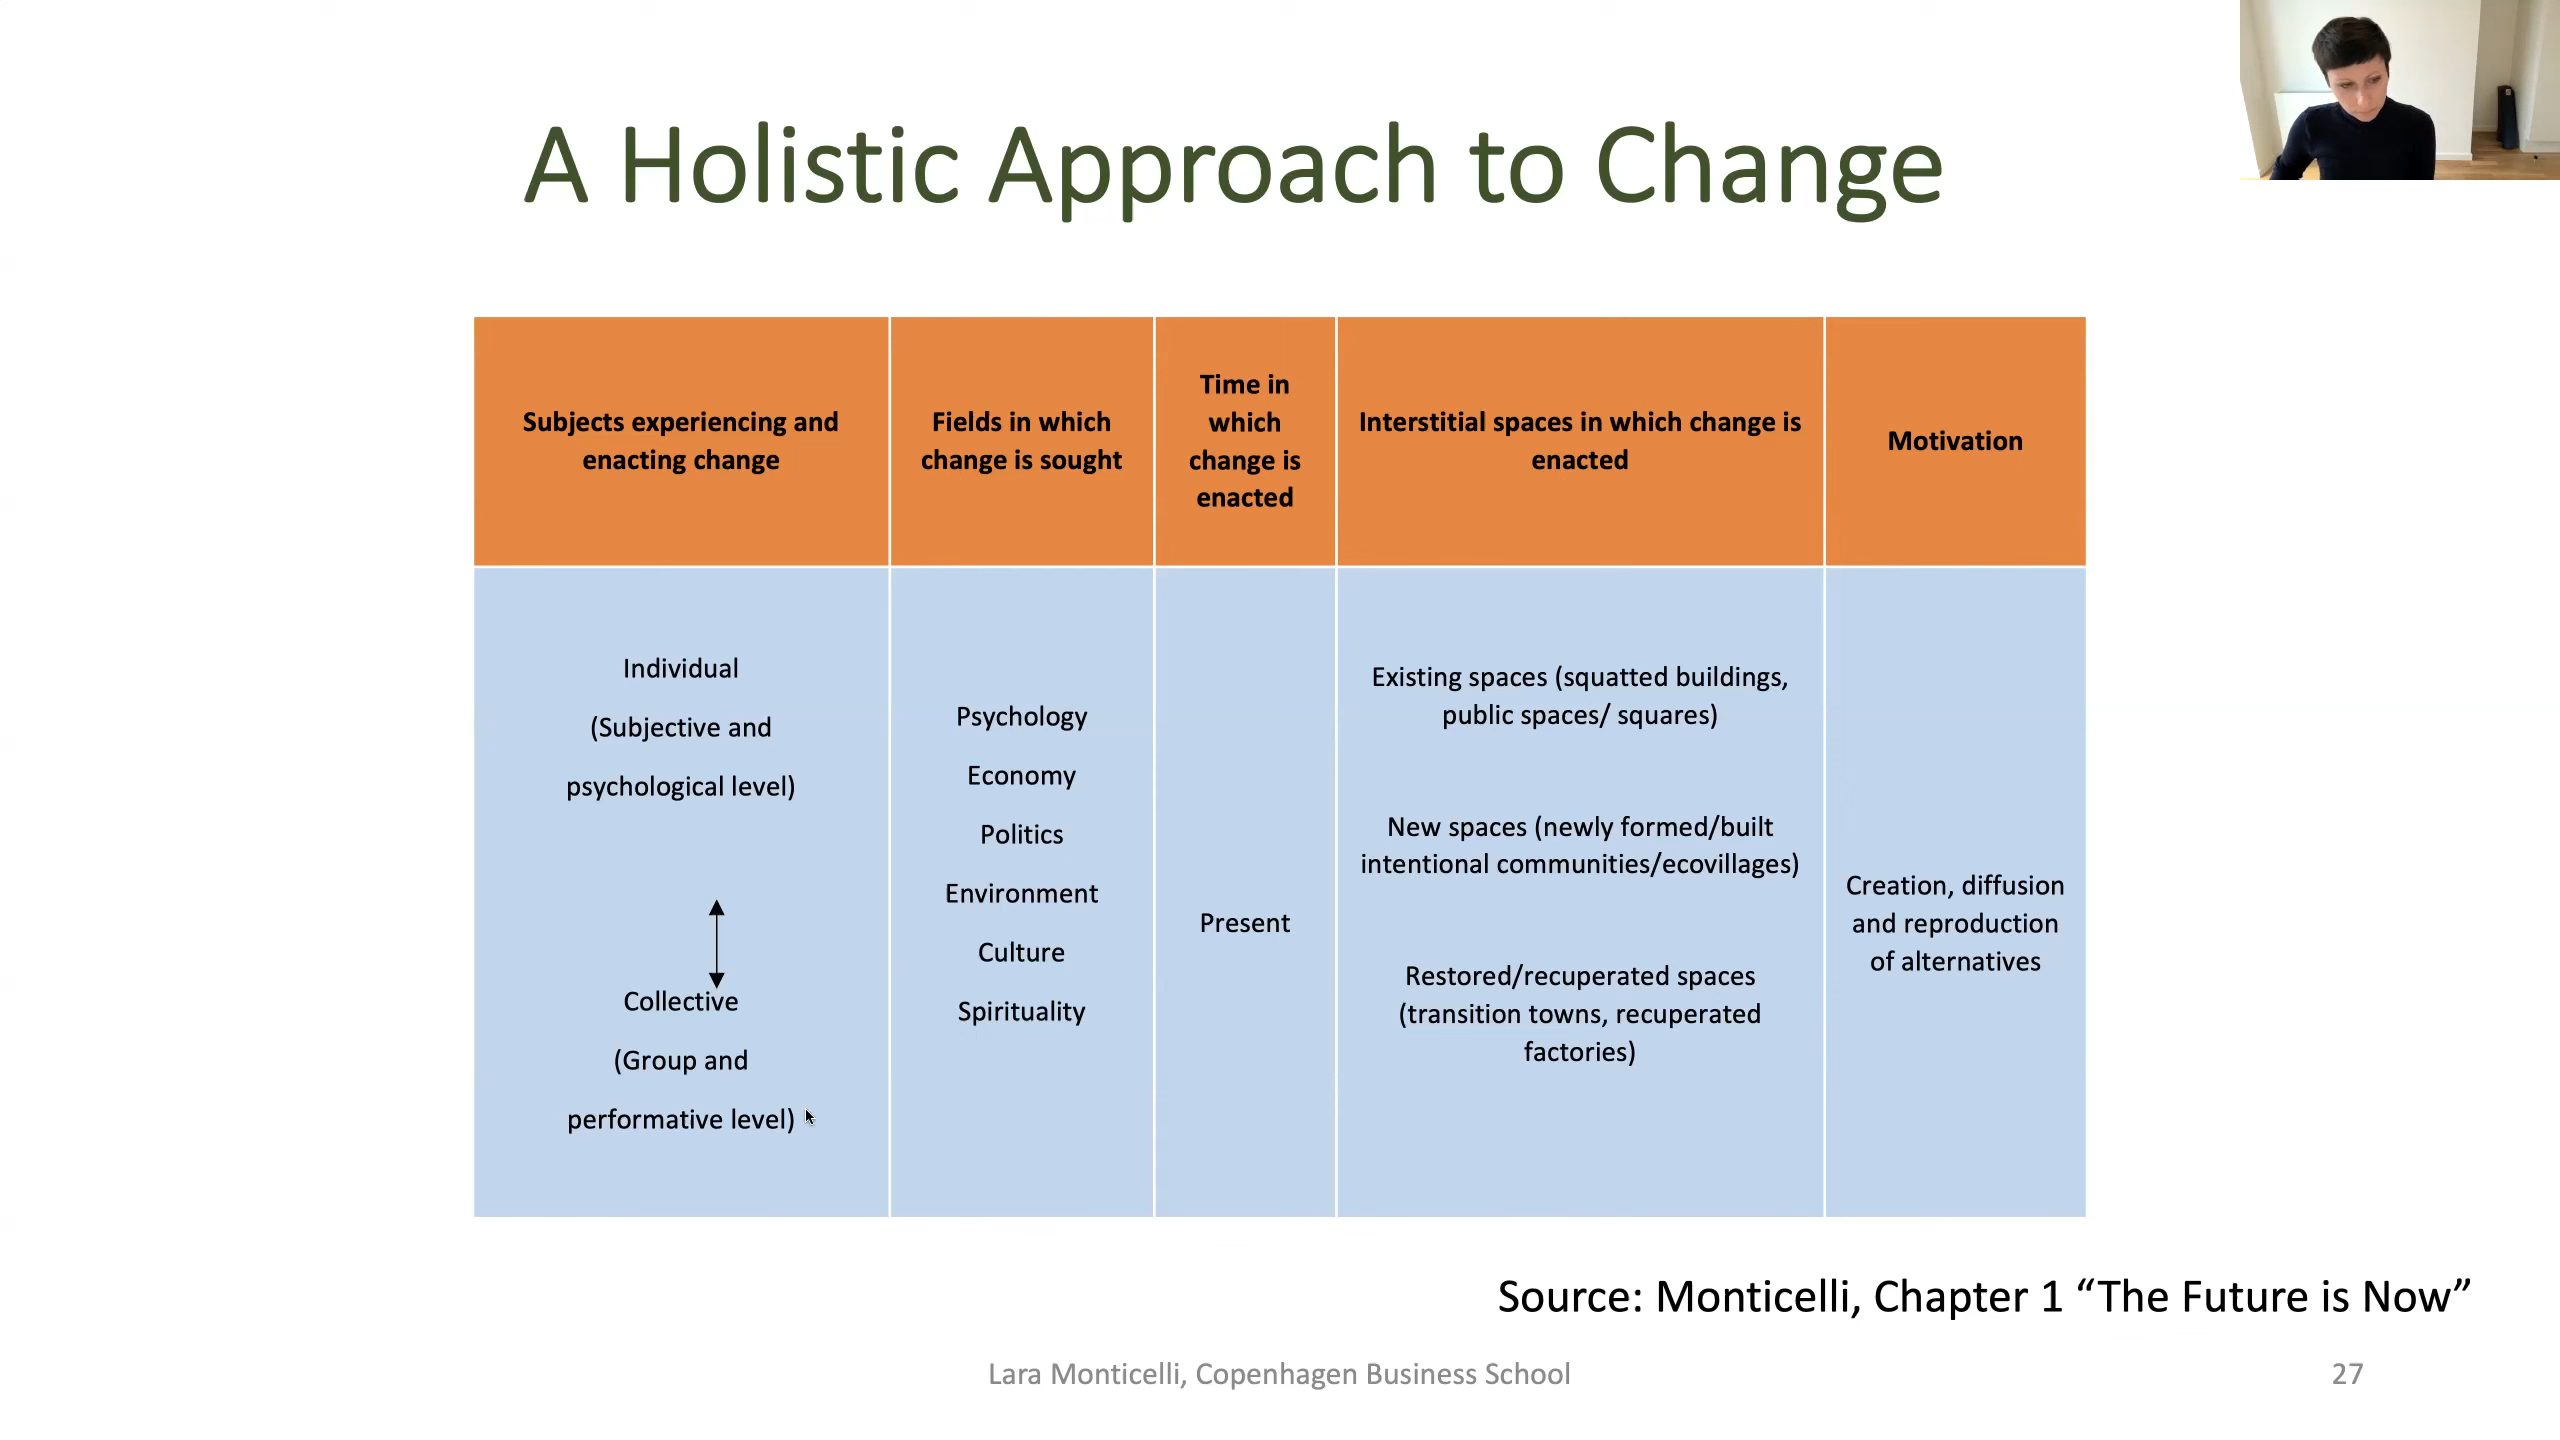 A Holistic Approach to Change
Subjects experiencing and
enacting change
Fields in which
change is sought
Time in
which
change is
enacted
Interstitial spaces in which change is
enacted
Motivation
Individual
(Subjective and
psychological level)
Collective
(Group and
performative level)
Psychology
Economy
Politics
Environment
Culture
Spirituality
Present
Existing spaces (squatted buildings,
public spaces/ squares)
New spaces (newly formed/built
intentional communities/ecovillages)
Restored/recuperated spaces
(transition towns, recuperated
factories)
Creation, diffusion
and reproduction
of alternatives
Source: Monticelli, Chapter 1 “The Future is Now”
Lara Monticelli, Copenhagen Business School
27